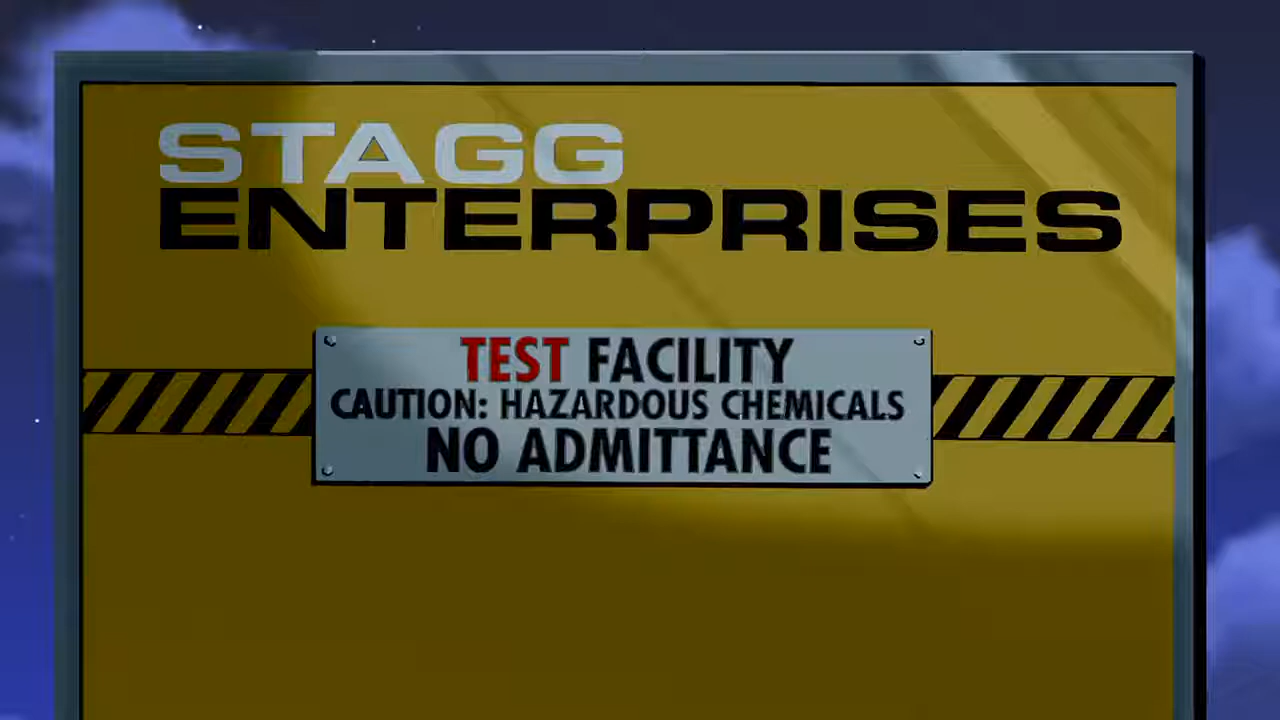 STAGG
ENTERPRISES
TEST FACILITY
CAUTION: HAZARDOUS CHEMICALS
NO ADMITTANCE